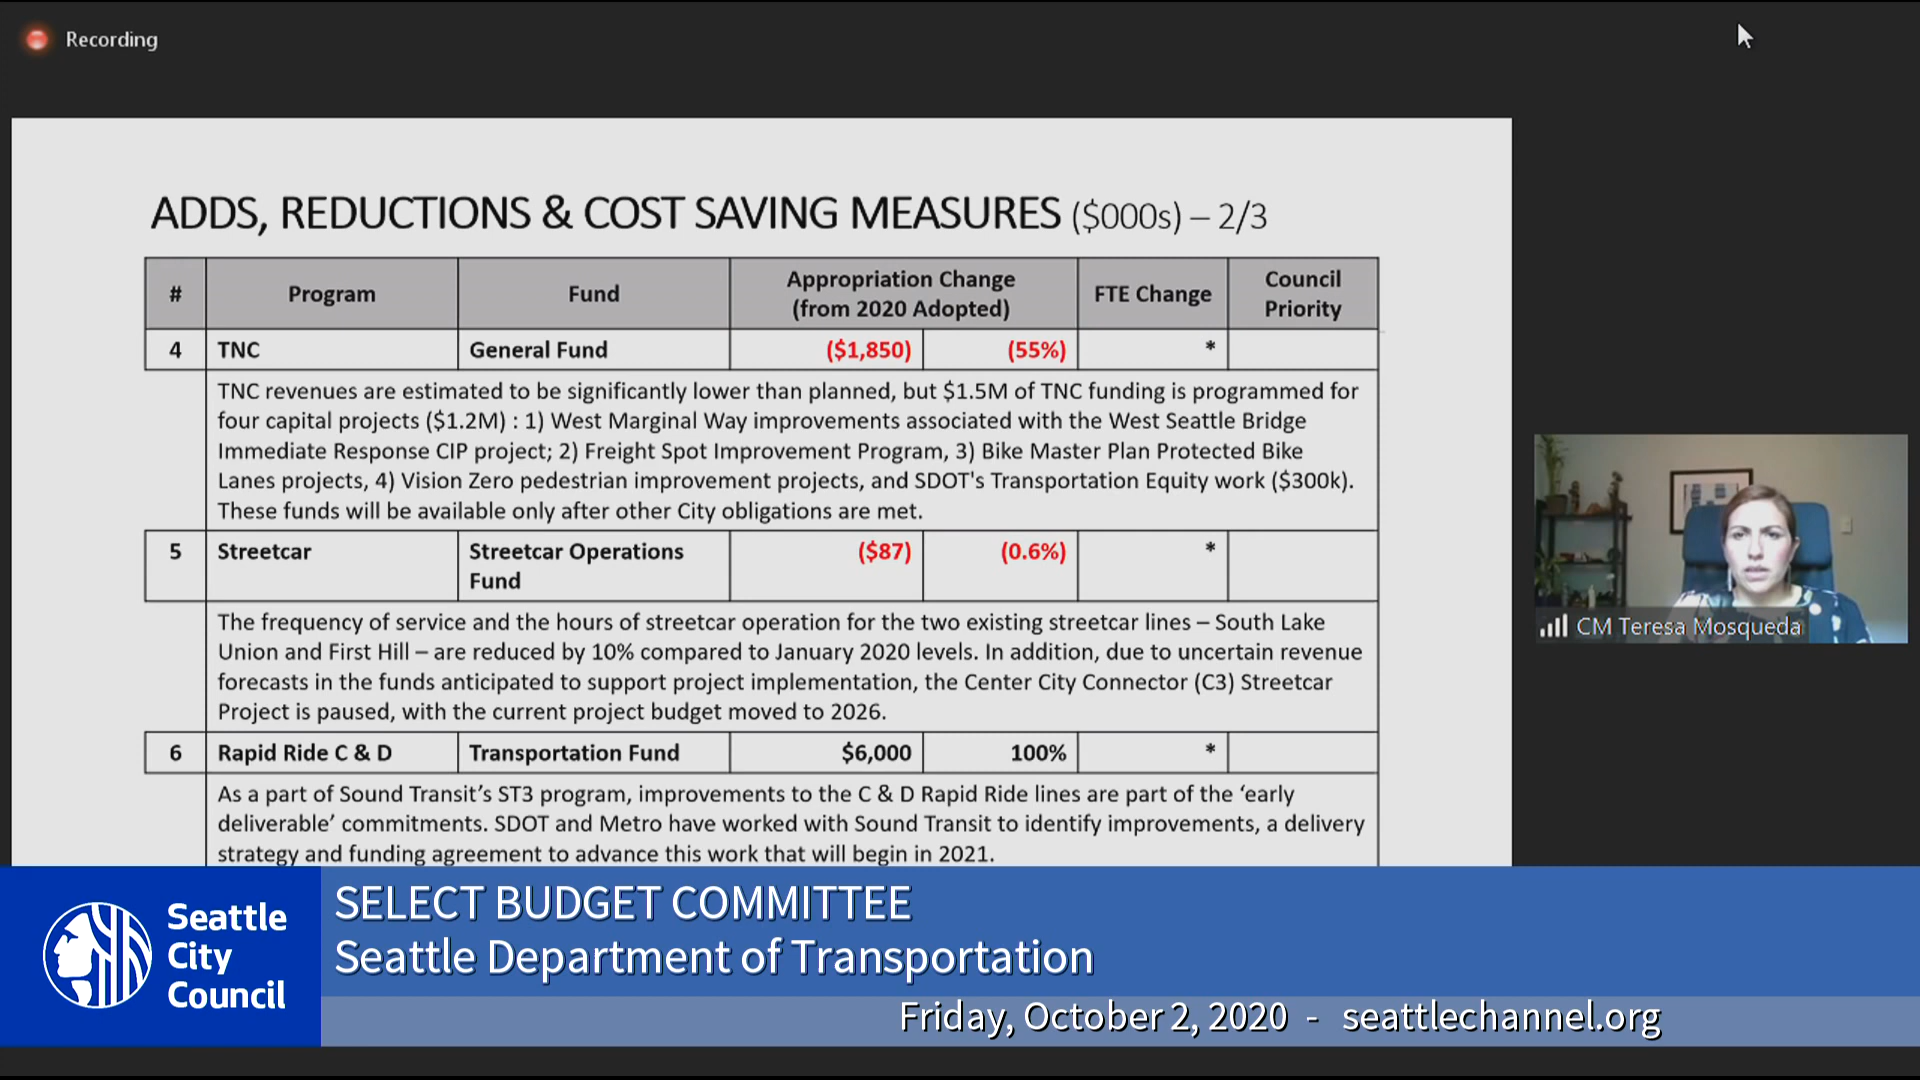 Recording
ADDS, REDUCTIONS & COST SAVING MEASURES ($000s) – 2/3
# Program Fund Appropriation Change (from 2020 Adopted) FTE Change Council Priority
4 TNC General Fund ($1,850) (55%) *
TNC revenues are estimated to be significantly lower than planned, but $1.5M of TNC funding is programmed for
four capital projects ($1.2M) : 1) West Marginal Way improvements associated with the West Seattle Bridge
Immediate Response CIP project; 2) Freight Spot Improvement Program, 3) Bike Master Plan Protected Bike
Lanes projects, 4) Vision Zero pedestrian improvement projects, and SDOT's Transportation Equity work ($300k).
These funds will be available only after other City obligations are met.
5 Streetcar Streetcar Operations Fund ($87) (0.6%) *
The frequency of service and the hours of streetcar operation for the two existing streetcar lines – South Lake
Union and First Hill – are reduced by 10% compared to January 2020 levels. In addition, due to uncertain revenue
forecasts in the funds anticipated to support project implementation, the Center City Connector (C3) Streetcar
Project is paused, with the current project budget moved to 2026.
6 Rapid Ride C & D Transportation Fund $6,000 100% *
As a part of Sound Transit’s ST3 program, improvements to the C & D Rapid Ride lines are part of the ‘early
deliverable’ commitments. SDOT and Metro have worked with Sound Transit to identify improvements, a delivery
strategy and funding agreement to advance this work that will begin in 2021.
CM Teresa Mosqueda
Seattle
City
Council
SELECT BUDGET COMMITTEE
Seattle Department of Transportation
Friday, October 2, 2020 - seattlechannel.org